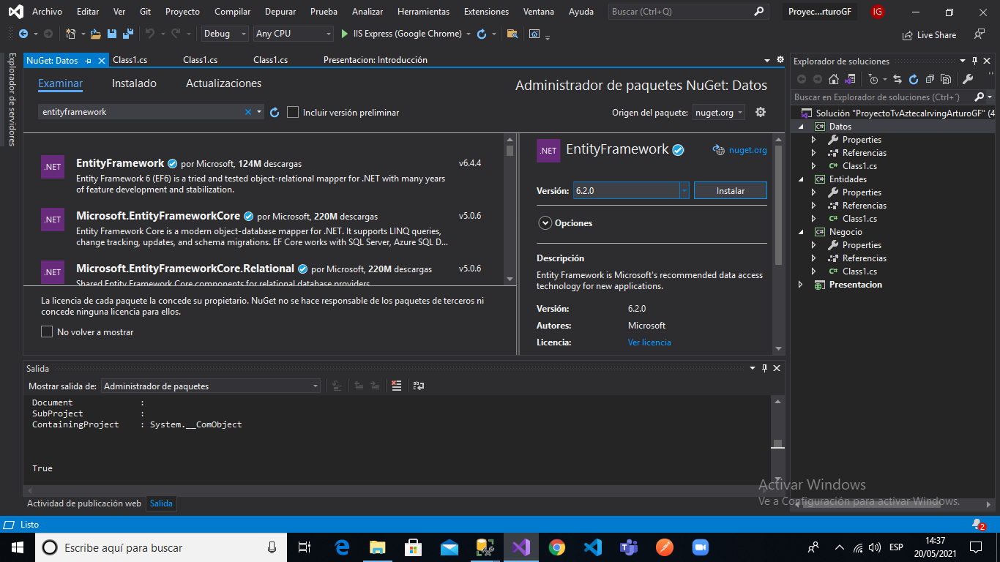 Archivo Editar Ver Git Proyecto Compilar Depurar Prueba Analizar Herramientas Extensiones Ventana Ayuda Buscar (Ctrl+Q) Proyec...rturoGF IG
Debug Any CPU IIS Express (Google Chrome) Live Share
Explorador de servidores
NuGet: Datos Class1.cs Class1.cs Class1.cs Presentacion: Introducción
Examinar Instalado Actualizaciones
Administrador de paquetes NuGet: Datos
entityframework Incluir versión preliminar
Origen del paquete: nuget.org
.NET
EntityFramework por Microsoft, 124M descargas v6.4.4
Entity Framework 6 (EF6) is a tried and tested object-relational mapper for .NET with many years
of feature development and stabilization.
.NET
Microsoft.EntityFrameworkCore por Microsoft, 220M descargas v5.0.6
Entity Framework Core is a modern object-database mapper for .NET. It supports LINQ queries,
change tracking, updates, and schema migrations. EF Core works with SQL Server, Azure SQL D...
.NET
Microsoft.EntityFrameworkCore.Relational por Microsoft, 220M descargas v5.0.6
Shared Entity Framework Core components for relational database providers.
La licencia de cada paquete la concede su propietario. NuGet no se hace responsable de los paquetes de terceros ni
concede ninguna licencia para ellos.
No volver a mostrar
.NET
EntityFramework nuget.org
Versión: 6.2.0 Instalar
Opciones
Descripción
Entity Framework is Microsoft's recommended data access
technology for new applications.
Versión: 6.2.0
Autores: Microsoft
Licencia: Ver licencia
Explorador de soluciones
Buscar en Explorador de soluciones (Ctrl+´)
Solución "ProyectoTvAztecaIrvingArturoGF" (4
C# Datos
Properties
Referencias
C# Class1.cs
C# Entidades
Properties
Referencias
C# Class1.cs
C# Negocio
Properties
Referencias
C# Class1.cs
Presentacion
Salida
Mostrar salida de: Administrador de paquetes
Document :
SubProject :
ContainingProject : System.__ComObject
True
Actividad de publicación web Salida
Activar Windows
Ve a Configuración para activar Windows.
Listo 2
Escribe aquí para buscar
ESP
14:37
20/05/2021